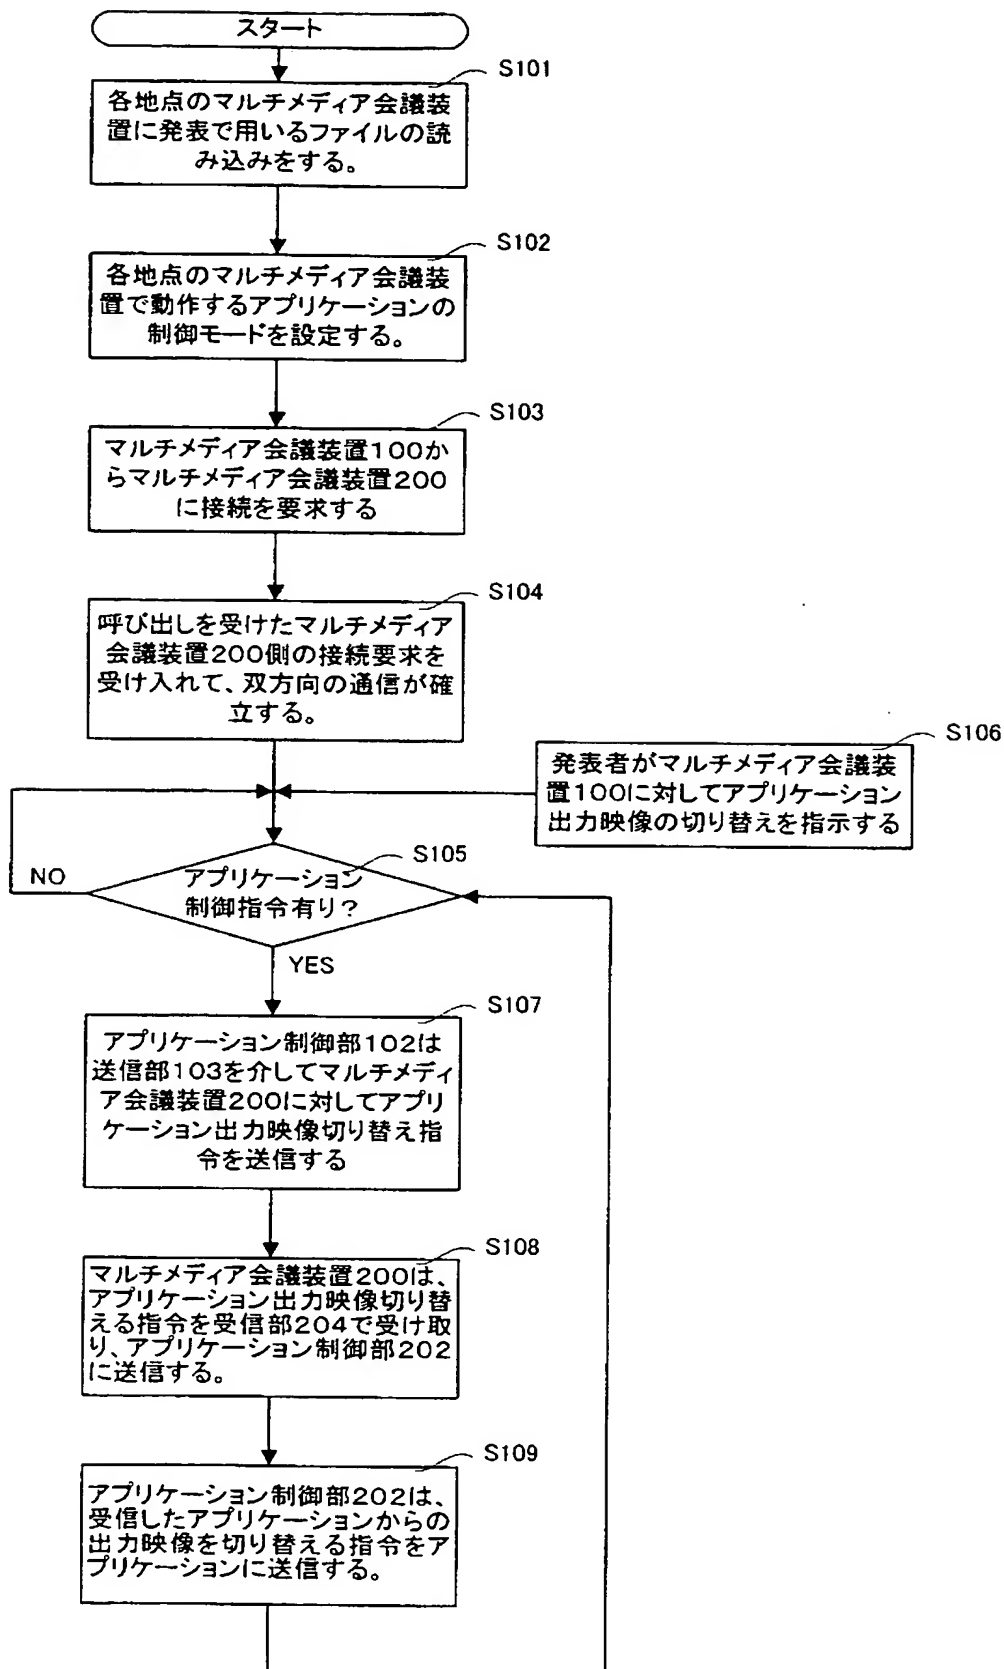 スタート
S101
各地点のマルチメディア会議装
置に発表で用いるファイルの読
み込みをする。
S102
各地点のマルチメディア会議装
置で動作するアプリケーションの
制御モードを設定する。
S103
マルチメディア会議装置100か
らマルチメディア会議装置200
に接続を要求する
S104
呼び出しを受けたマルチメディア
会議装置200側の接続要求を
受け入れて、双方向の通信が確
立する。
S106
発表者がマルチメディア会議装
置100に対してアプリケーション
出力映像の切り替えを指示する
S105
NO
アプリケーション
制御指令有り?
YES
S107
アプリケーション制御部102は
送信部103を介してマルチメディ
ア会議装置200に対してアプリ
ケーション出力映像切り替え指
令を送信する
S108
マルチメディア会議装置200は、
アプリケーション出力映像切り替
える指令を受信部204で受け取
り、アプリケーション制御部202
に送信する。
S109
アプリケーション制御部202は、
受信したアプリケーションからの
出力映像を切り替える指令をア
プリケーションに送信する。